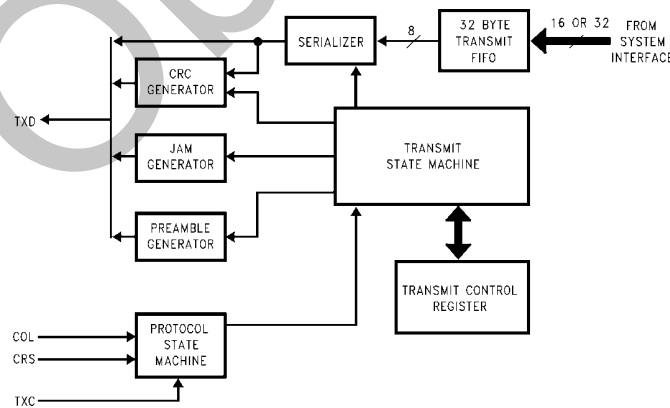 8
32 BYTE
TRANSMIT
FIFO
16 OR 32
FROM
SYSTEM
INTERFACE
SERIALIZER
CRC
GENERATOR
TXD
JAM
GENERATOR
TRANSMIT
STATE MACHINE
PREAMBLE
GENERATOR
TRANSMIT CONTROL
REGISTER
PROTOCOL
STATE
MACHINE
COL
CRS
TXC